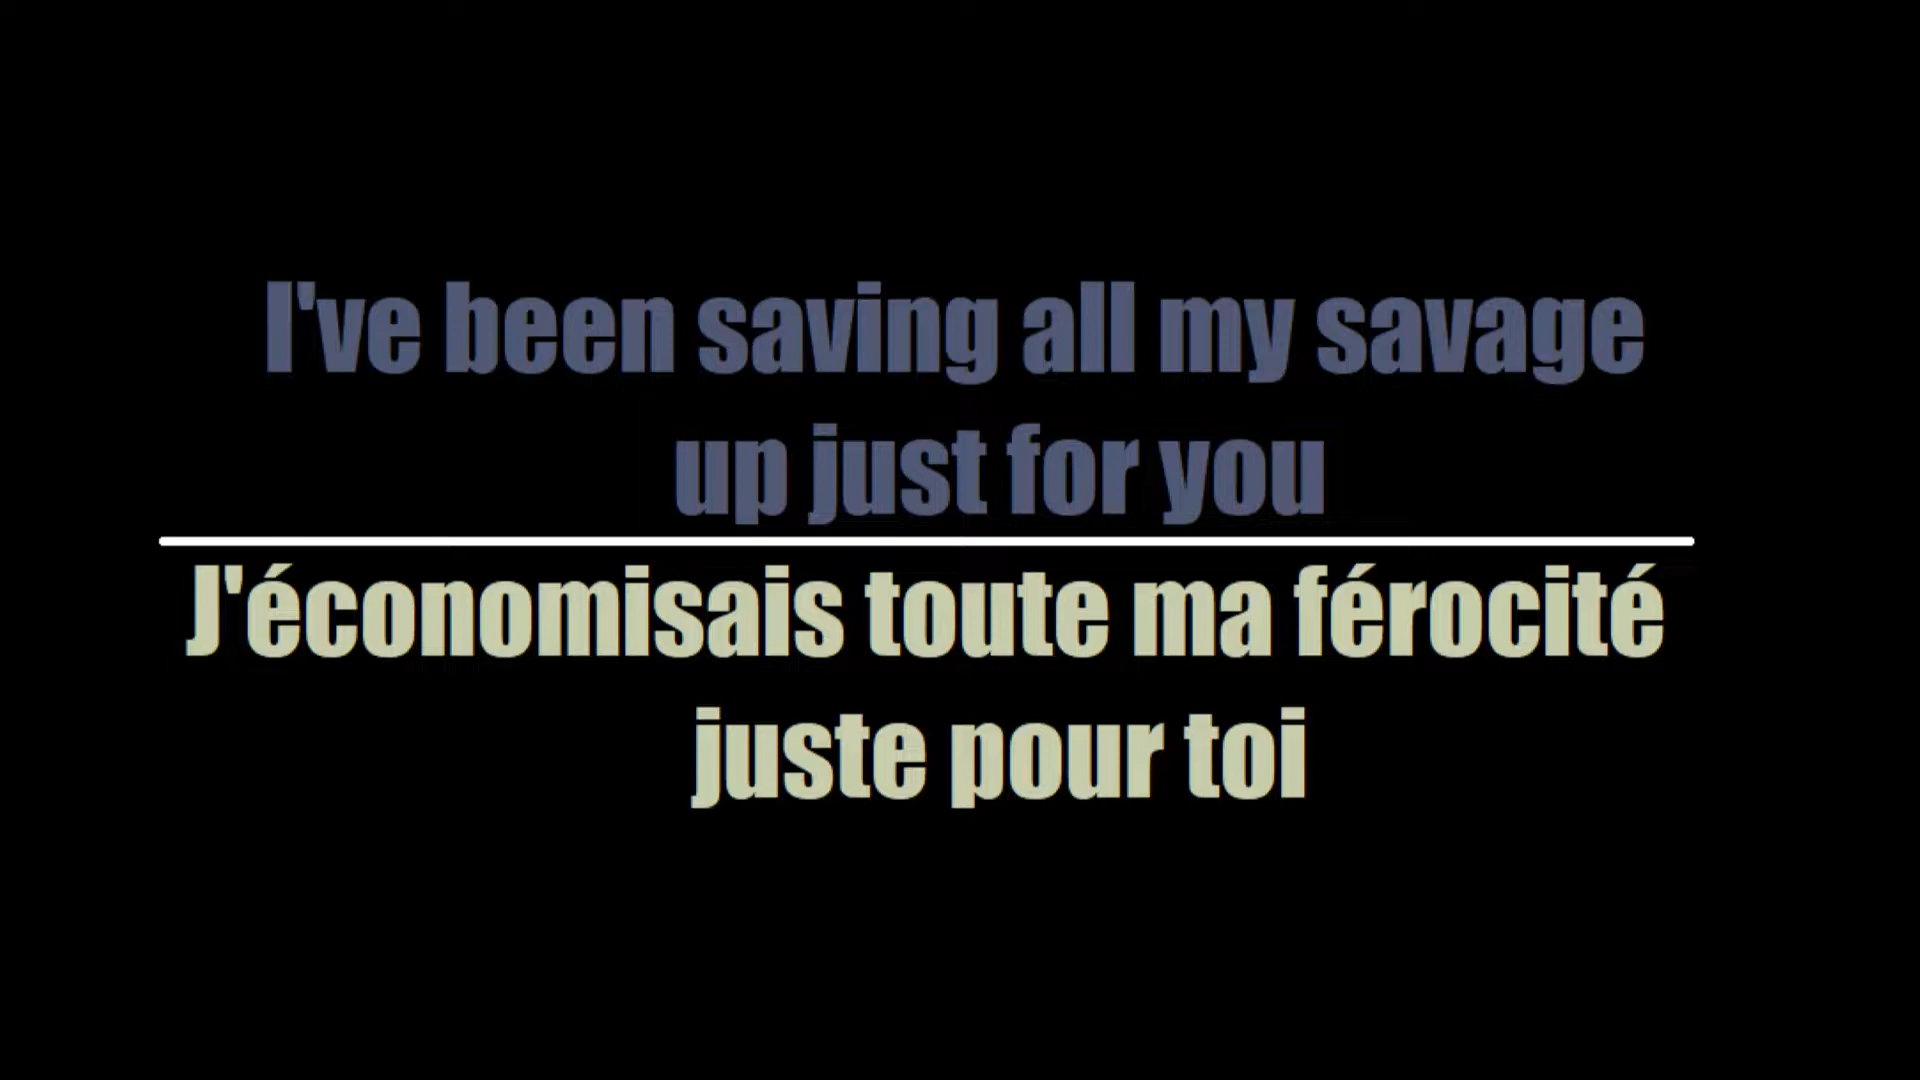 I've been saving all my savage
up just for you
J'économisais toute ma férocité
juste pour toi